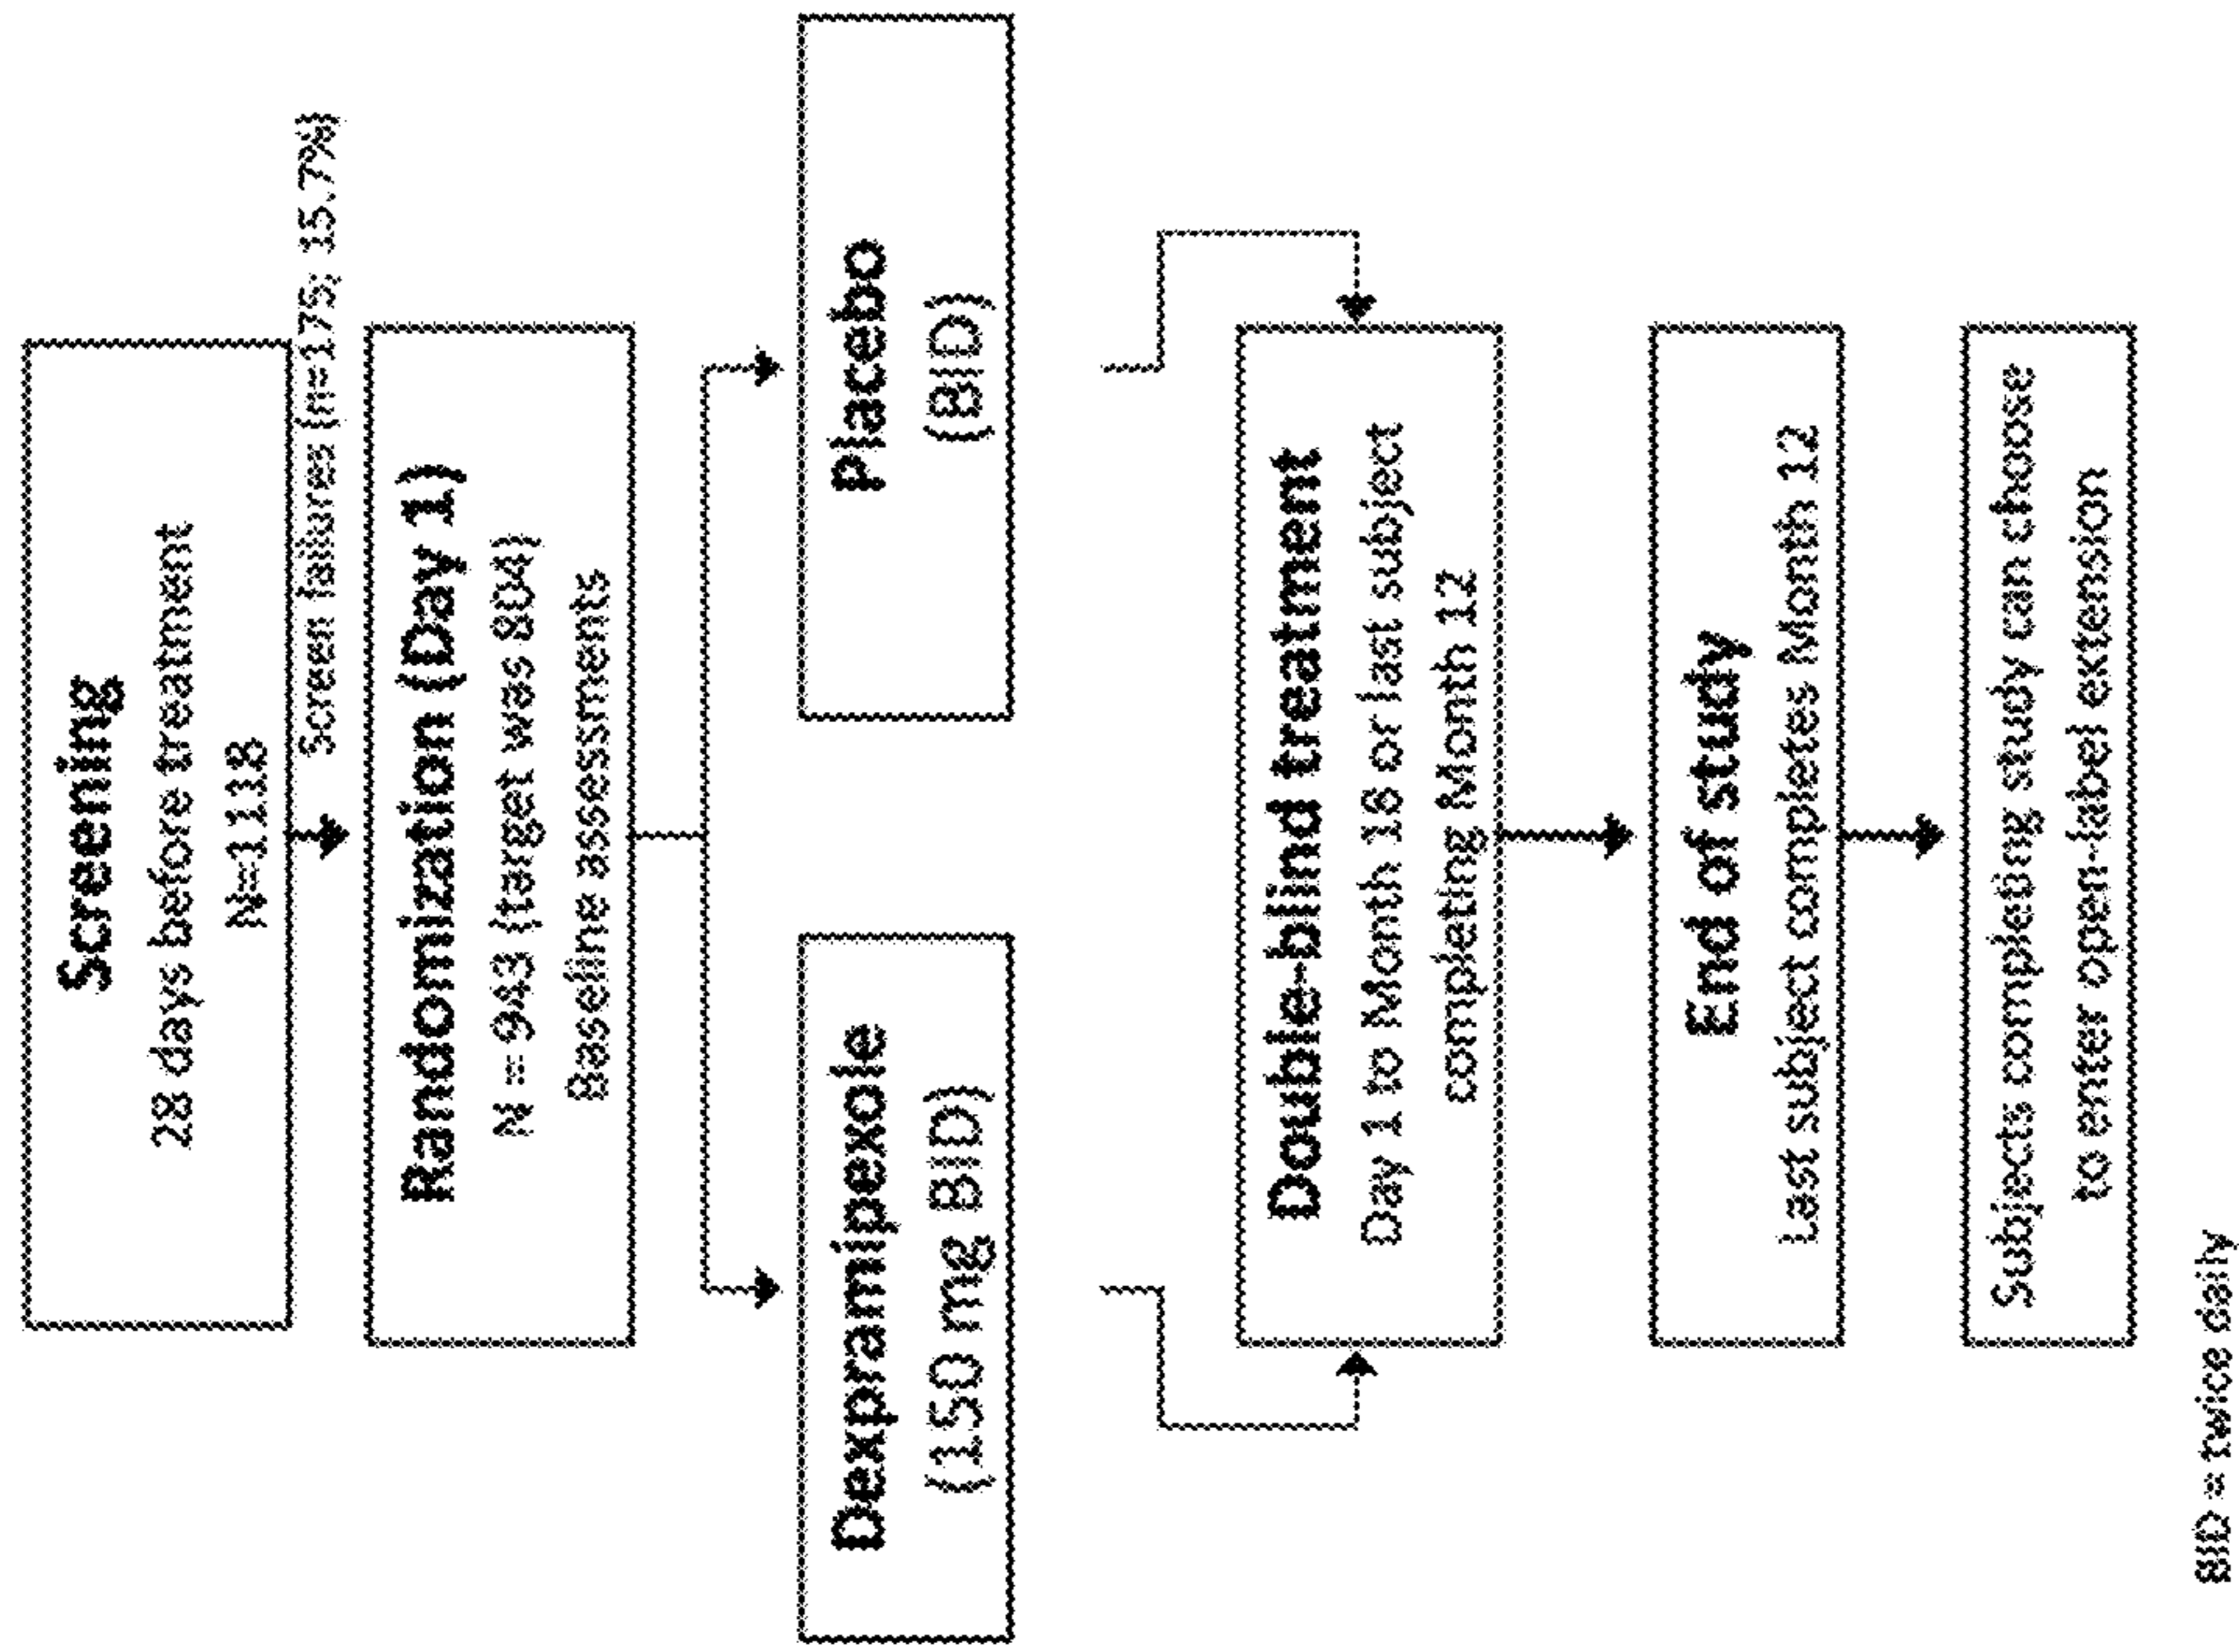 Screening
28 days before treatment
N=1118
Screen failures (n=175; 15.7%)
Randomization (Day 1)
N = 943 (target was 804)
Baseline assessments
Dexpramipexole
(150 mg BID)
Placebo
(BID)
Double-blind treatment
Day 1 to Month 18 or last subject
completing Month 12
End of study
Last subject completes Month 12
Subjects completing study can choose
to enter open-label extension
BID = twice daily